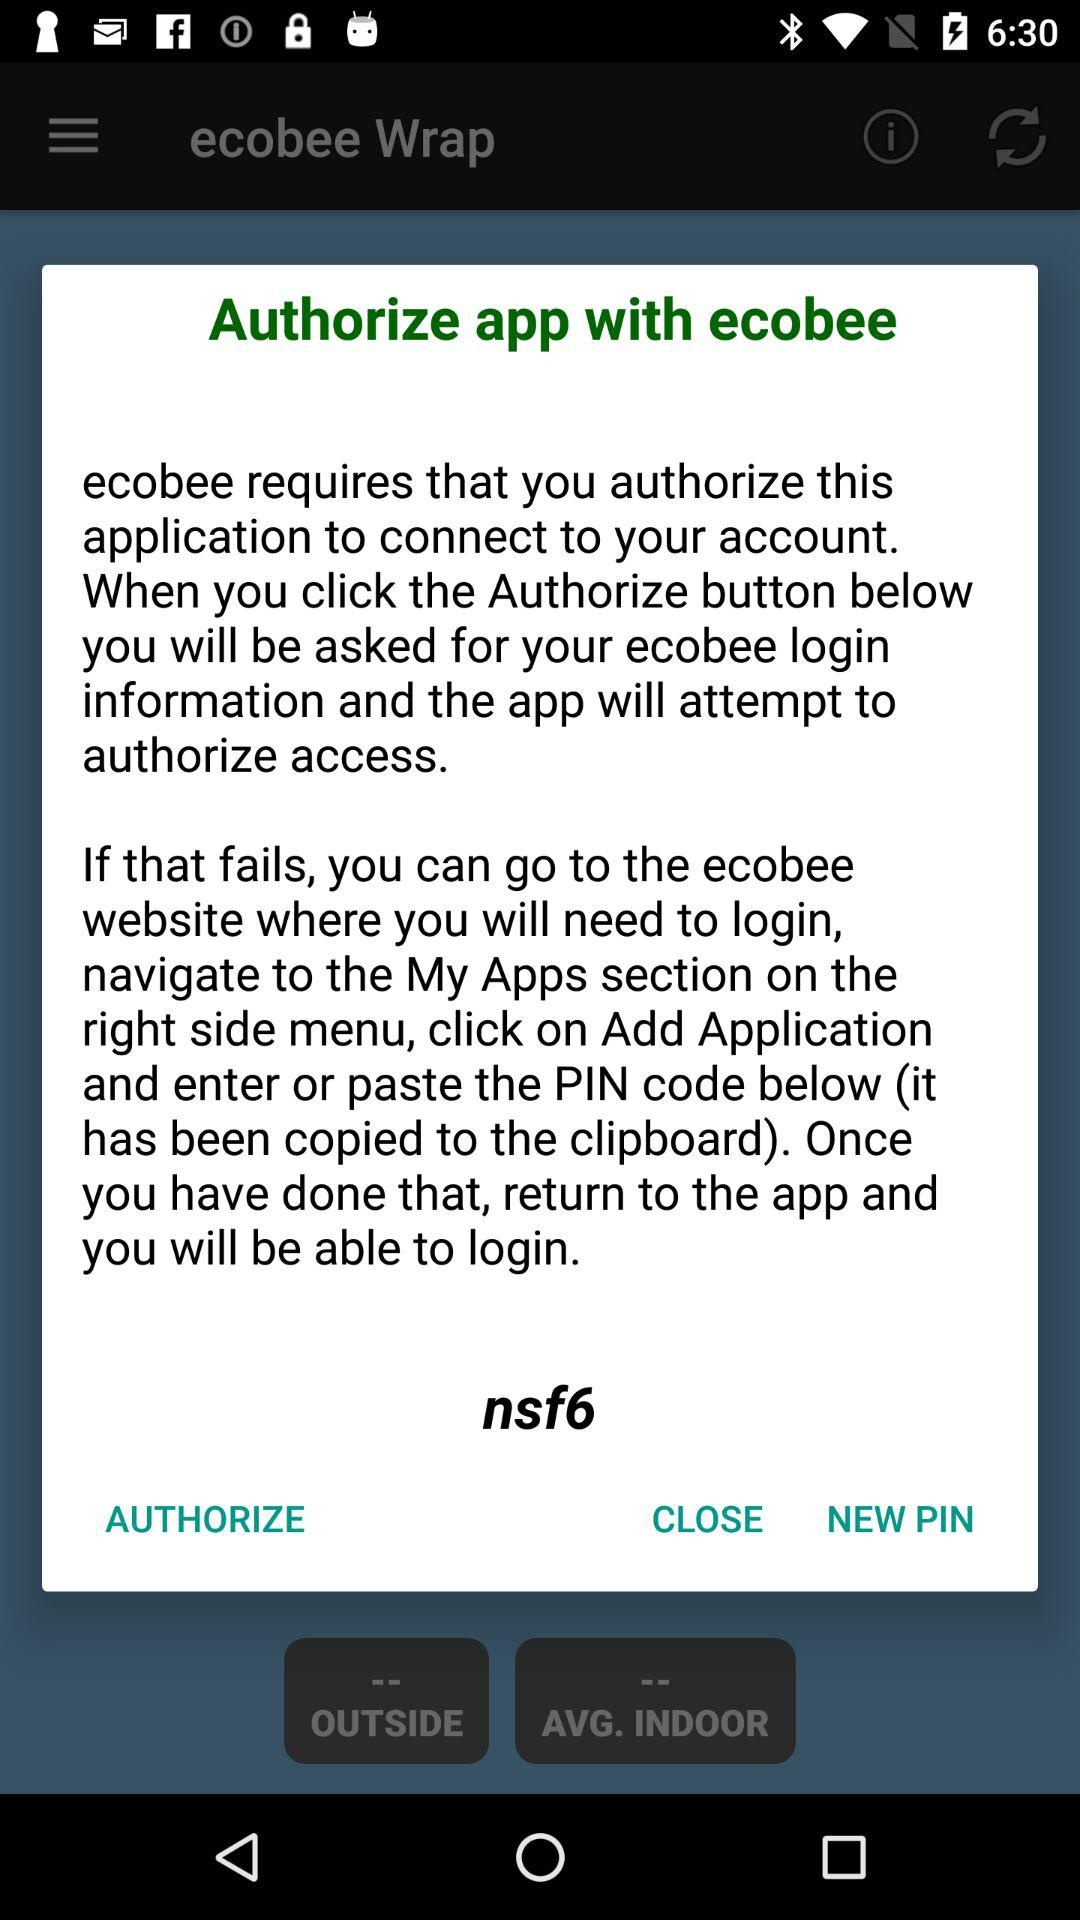 6:30
ecobee Wrap
Authorize app with ecobee
ecobee requires that you authorize this
application to connect to your account.
When you click the Authorize button below
you will be asked for your ecobee login
information and the app will attempt to
authorize access.
If that fails, you can go to the ecobee
website where you will need to login,
navigate to the My Apps section on the
right side menu, click on Add Application
and enter or paste the PIN code below (it
has been copied to the clipboard). Once
you have done that, return to the app and
you will be able to login.
nsf6
AUTHORIZE CLOSE NEW PIN
-- --
OUTSIDE AVG. INDOOR